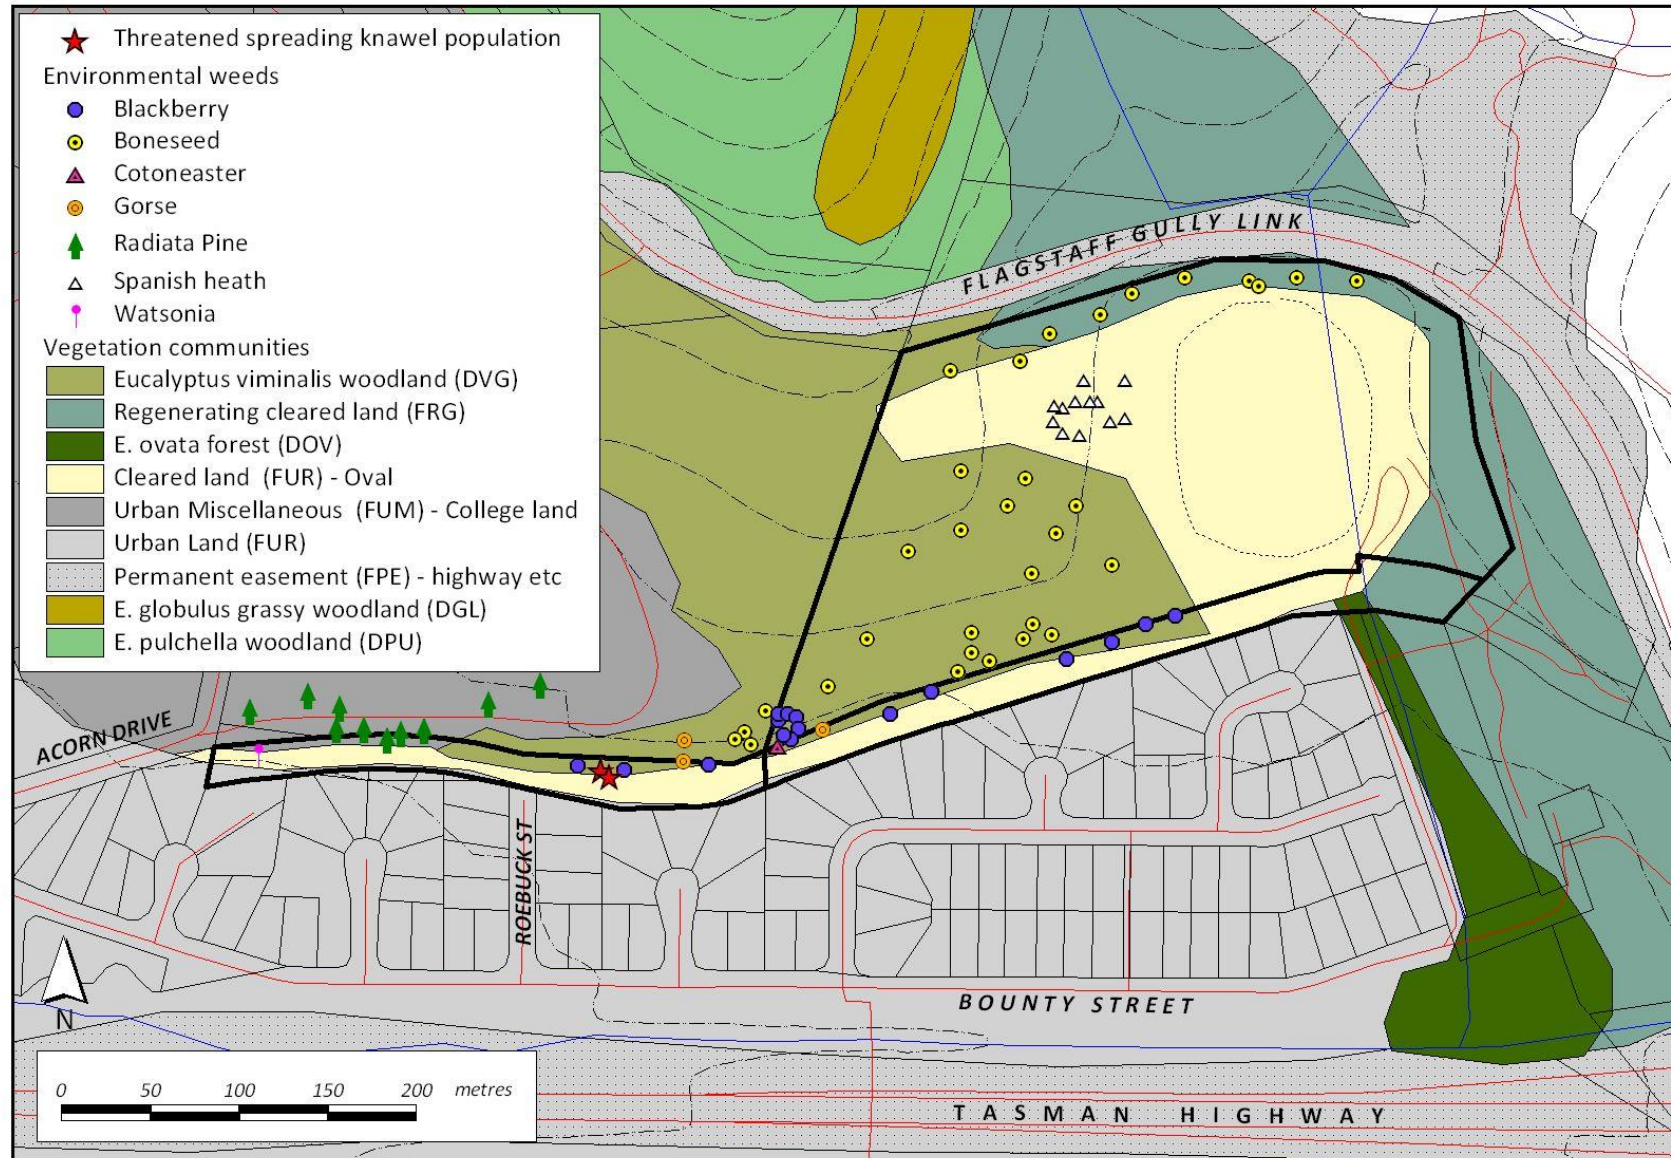 Threatened spreading knawel population
Environmental weeds
Blackberry
Boneseed
Cotoneaster
Gorse
Radiata Pine
Spanish heath
Watsonia
Vegetation communities
Eucalyptus viminalis woodland (DVG)
Regenerating cleared land (FRG)
E. ovata forest (DOV)
Cleared land (FUR) - Oval
Urban Miscellaneous (FUM) - College land
Urban Land (FUR)
Permanent easement (FPE) - highway etc
E. globulus grassy woodland (DGL)
E. pulchella woodland (DPU)
FLAGSTAFF GULLY LINK
ACORN DRIVE
ROEBUCK ST
BOUNTY STREET
N
0 50 100 150 200 metres
TASMAN HIGHWAY